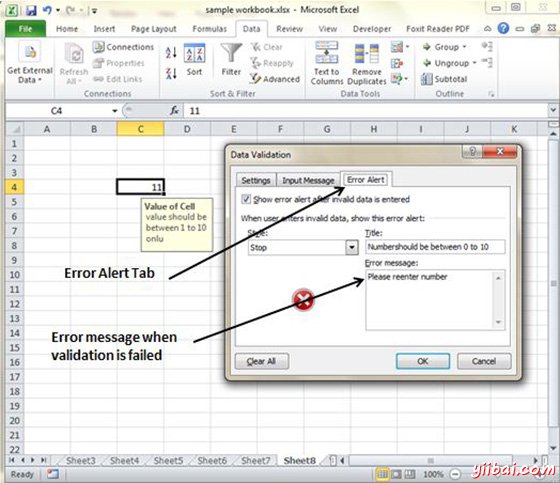 sample workbook.xlsx - Microsoft Excel
File Home Insert Page Layout Formulas Data Review View Developer Foxit Reader PDF
Get External Data
Refresh All
Connections
Properties
Edit Links
Connections
Sort
Filter
Clear
Reapply
Advanced
Sort & Filter
Text to Columns
Remove Duplicates
Data Tools
Group
Ungroup
Subtotal
Outline
C4 fx 11
A B C D E F G H I J K
1
2
3
4 11
5
6
7
8
9
10
11
12
13
14
15
16
17
18
19
20
21
22
Value of Cell
value should be
between 1 to 10
onlu
Data Validation
Settings Input Message Error Alert
Show error alert after invalid data is entered
When user enters invalid data, show this error alert:
Style: Title:
Stop Numbershould be between 0 to 10
Error message:
Please reenter number
Clear All OK Cancel
Error Alert Tab
Error message when
validation is failed
Sheet3 Sheet4 Sheet5 Sheet6 Sheet7 Sheet8
Ready 100%
yiibai.com